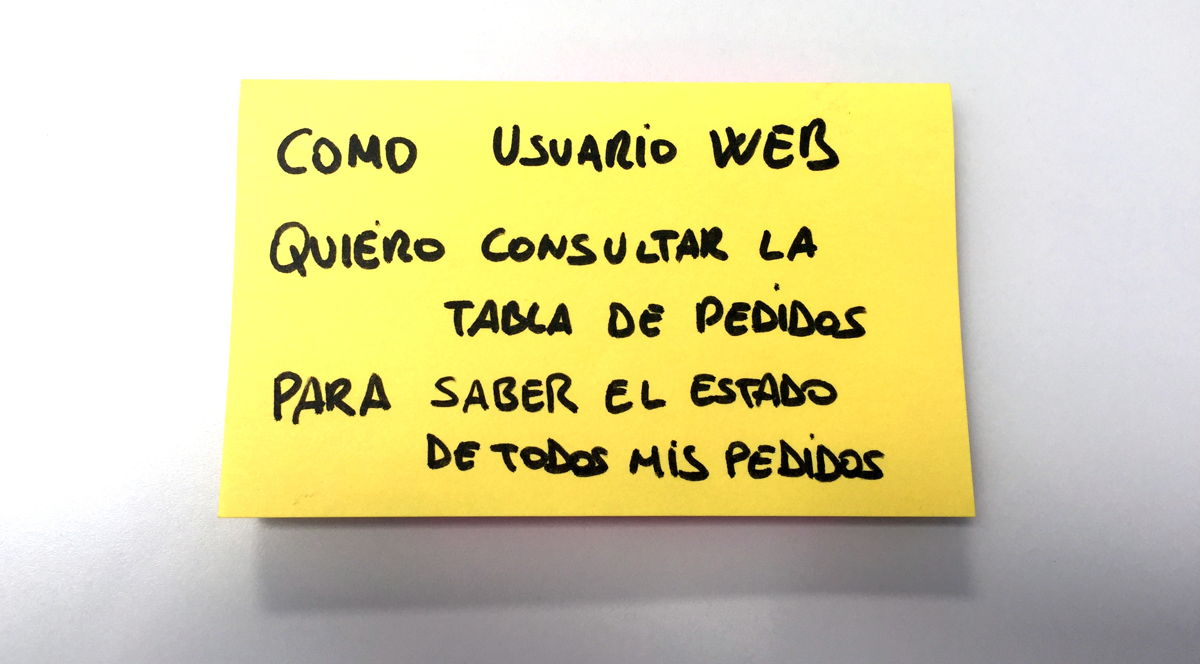 COMO USUARIO WEB
QUIERO CONSULTAR LA
TABLA DE PEDIDOS
PARA SABER EL ESTADO
DE TODOS MIS PEDIDOS